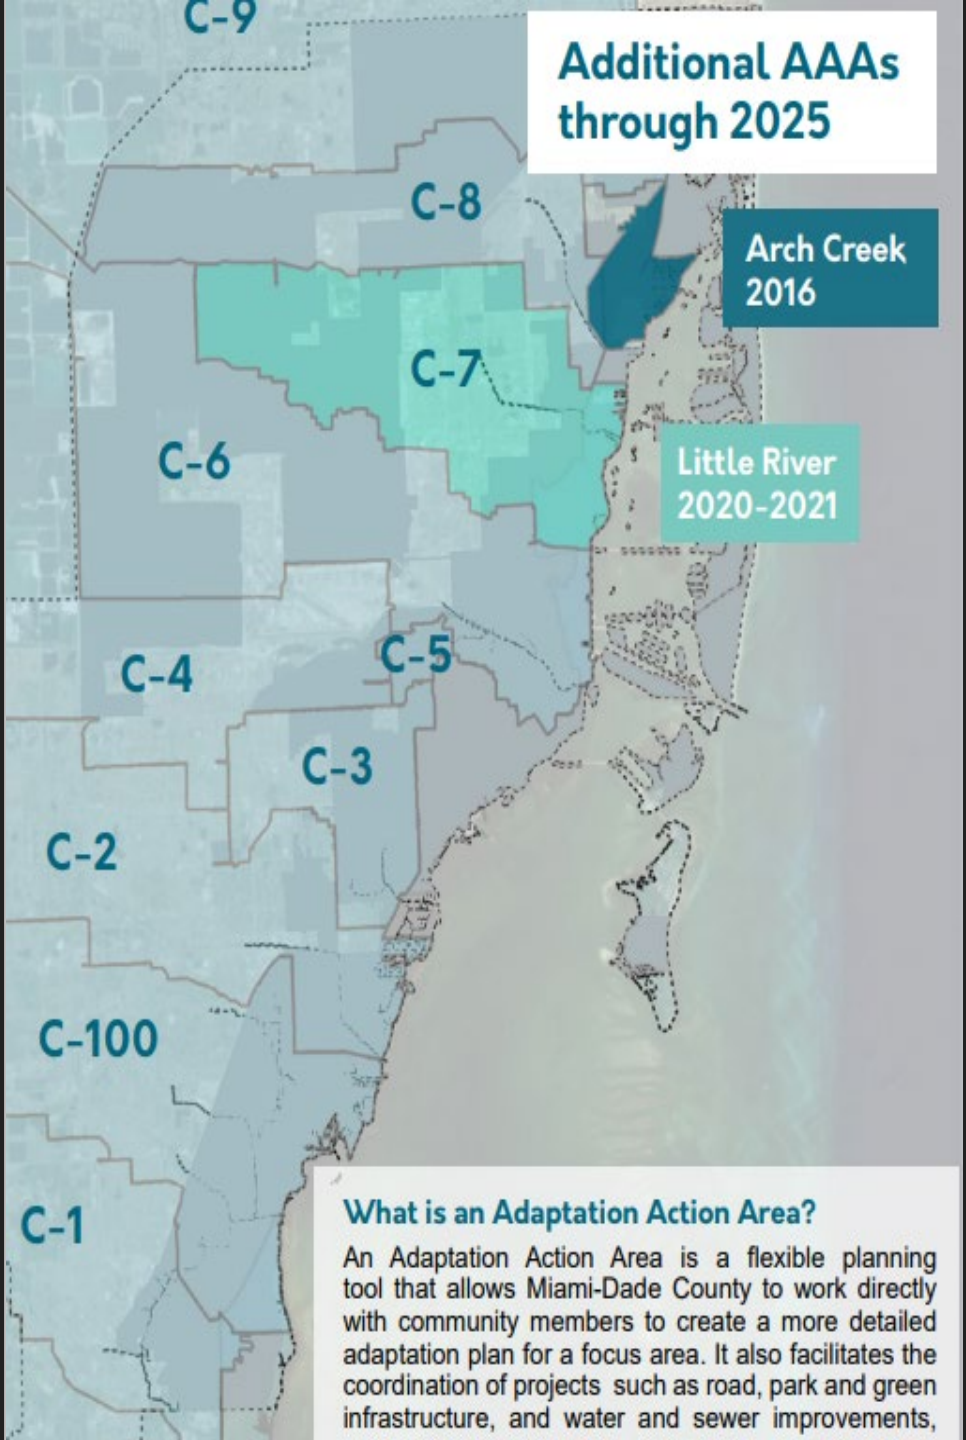 C-9
Additional AAAs
through 2025
C-8
Arch Creek
2016
C-7
C-6
Little River
2020-2021
C-5
C-4
C-3
C-2
C-100
C-1
What is an Adaptation Action Area?
An Adaptation Action Area is a flexible planning
tool that allows Miami-Dade County to work directly
with community members to create a more detailed
adaptation plan for a focus area. It also facilitates the
coordination of projects such as road, park and green
infrastructure, and water and sewer improvements,